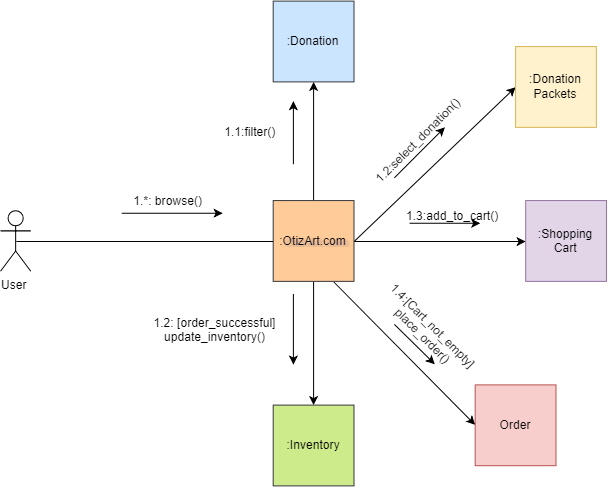 :Donation
:Donation
Packets
1.1:filter()
1.2:select_donation()
1.*: browse()
1.3:add_to_cart()
:OtizArt.com
:Shopping
Cart
User
1.2: [order_successful]
update_inventory()
1.4:[Cart_not_empty]
place_order()
:Inventory
Order